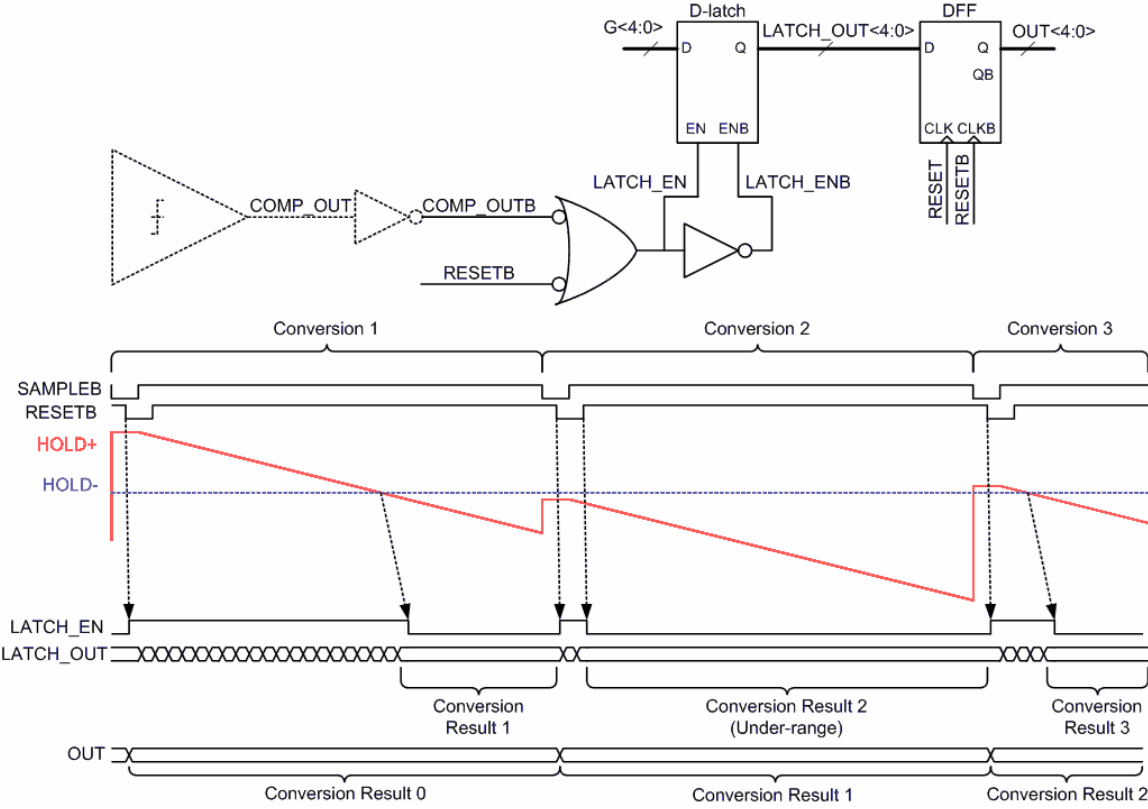 D-latch
DFF
G<4:0>
LATCH_OUT<4:0>
OUT<4:0>
D
Q
D
Q
QB
EN
ENB
CLK
CLKB
LATCH_EN
LATCH_ENB
RESET
RESETB
COMP_OUT
COMP_OUTB
RESETB
Conversion 1
Conversion 2
Conversion 3
SAMPLEB
RESETB
HOLD+
HOLD-
LATCH_EN
LATCH_OUT
Conversion
Result 1
Conversion Result 2
(Under-range)
Conversion
Result 3
OUT
Conversion Result 0
Conversion Result 1
Conversion Result 2